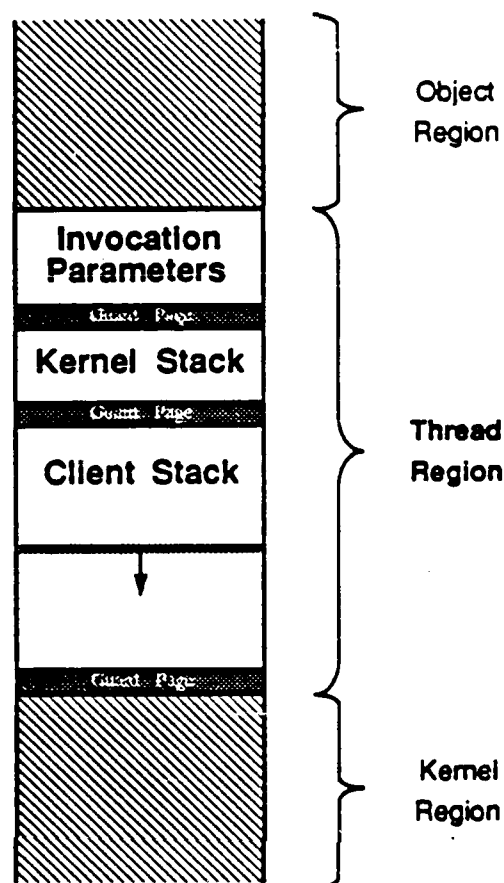 Object
Region
Invocation
Parameters
Guard Page
Kernel Stack
Guard Page
Client Stack
Thread
Region
Guard Page
Kernel
Region